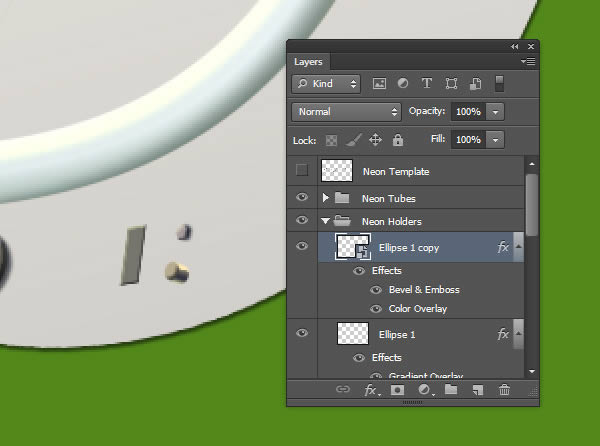 Layers
Kind
T
Normal Opacity: 100%
Lock: Fill: 100%
Neon Template
Neon Tubes
Neon Holders
Ellipse 1 copy fx
Effects
Bevel & Emboss
Color Overlay
Ellipse 1 fx
Effects
Gradient Overlay
fx